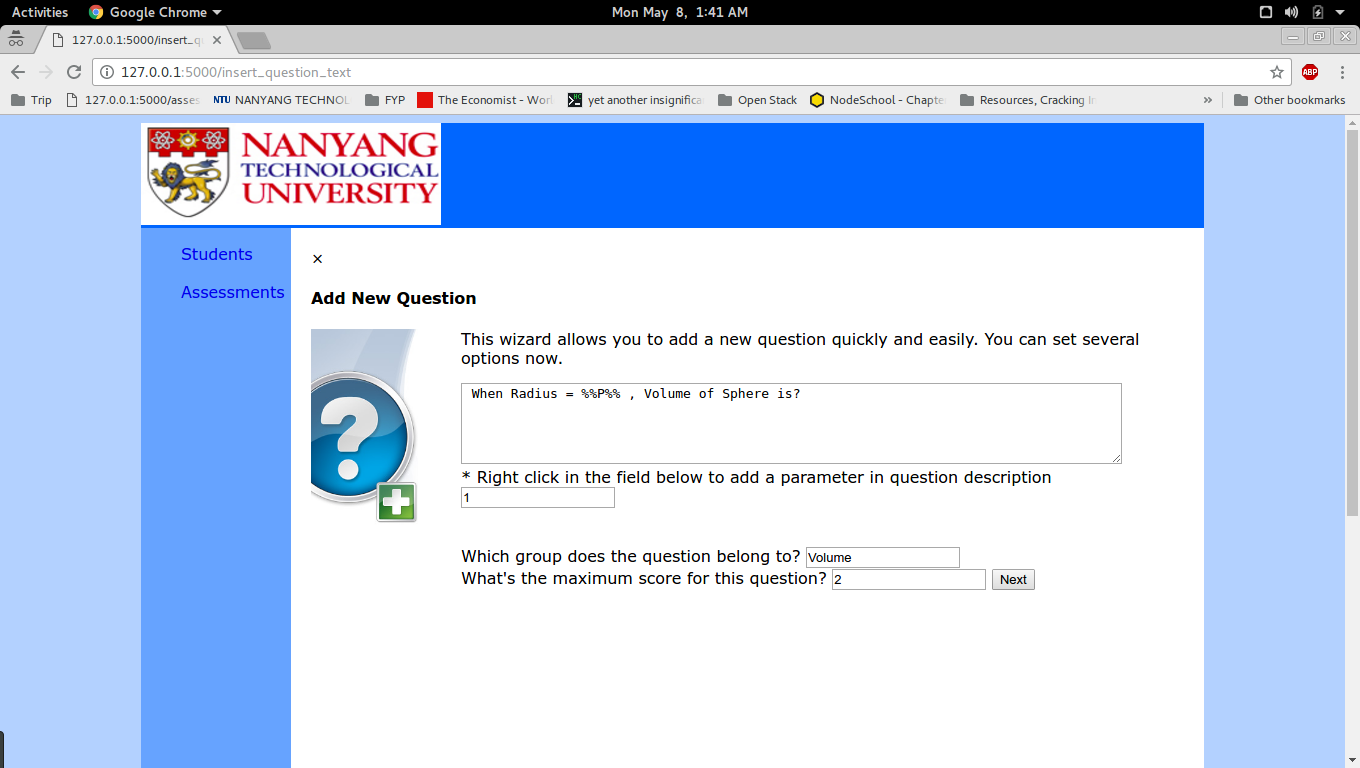 Activities Google Chrome Mon May 8, 1:41 AM
127.0.0.1:5000/insert_q
127.0.0.1:5000/insert_question_text ABP
Trip 127.0.0.1:5000/asses NTU NANYANG TECHNOL FYP The Economist - Worl yet another insignifica Open Stack NodeSchool - Chapte Resources, Cracking In » Other bookmarks
NANYANG
TECHNOLOGICAL
UNIVERSITY
Students
Assessments
×
Add New Question
This wizard allows you to add a new question quickly and easily. You can set several
options now.
When Radius = %%P%% , Volume of Sphere is?
* Right click in the field below to add a parameter in question description
1
Which group does the question belong to? Volume
What's the maximum score for this question? 2 Next